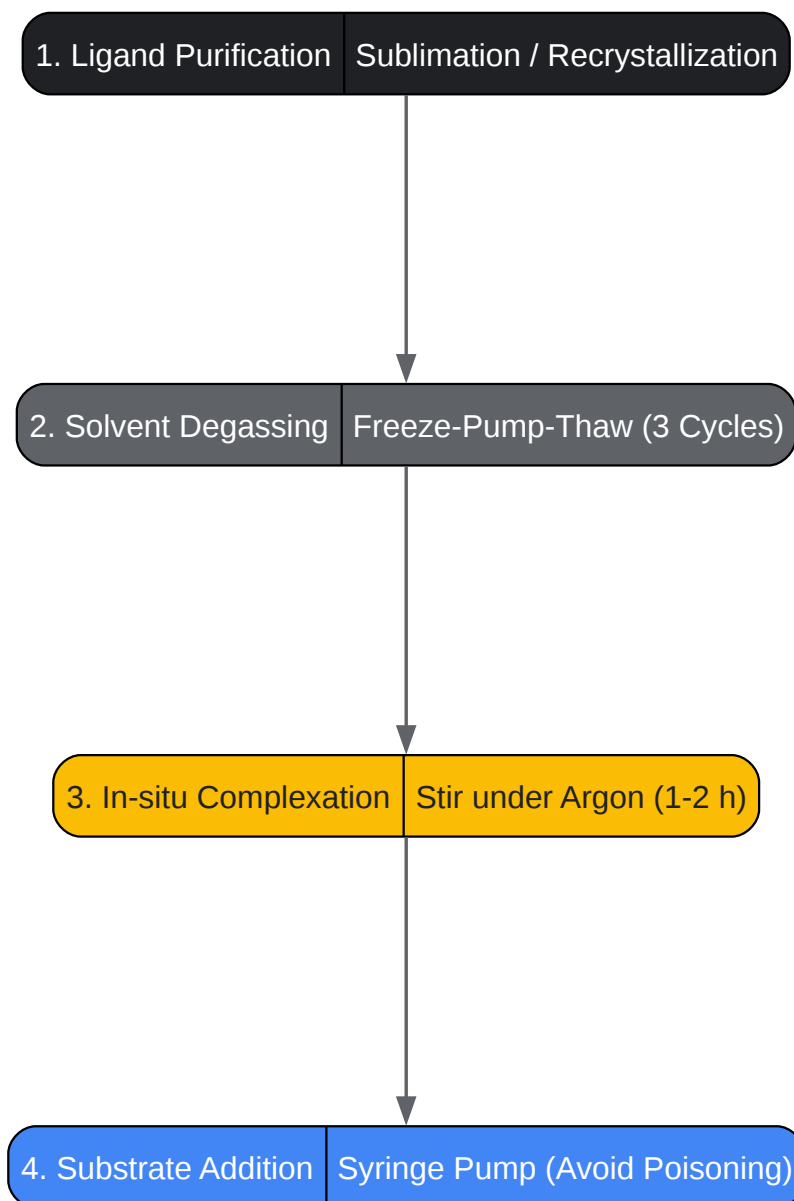 1. Ligand Purification Sublimation / Recrystallization
2. Solvent Degassing Freeze-Pump-Thaw (3 Cycles)
3. In-situ Complexation Stir under Argon (1-2 h)
4. Substrate Addition Syringe Pump (Avoid Poisoning)